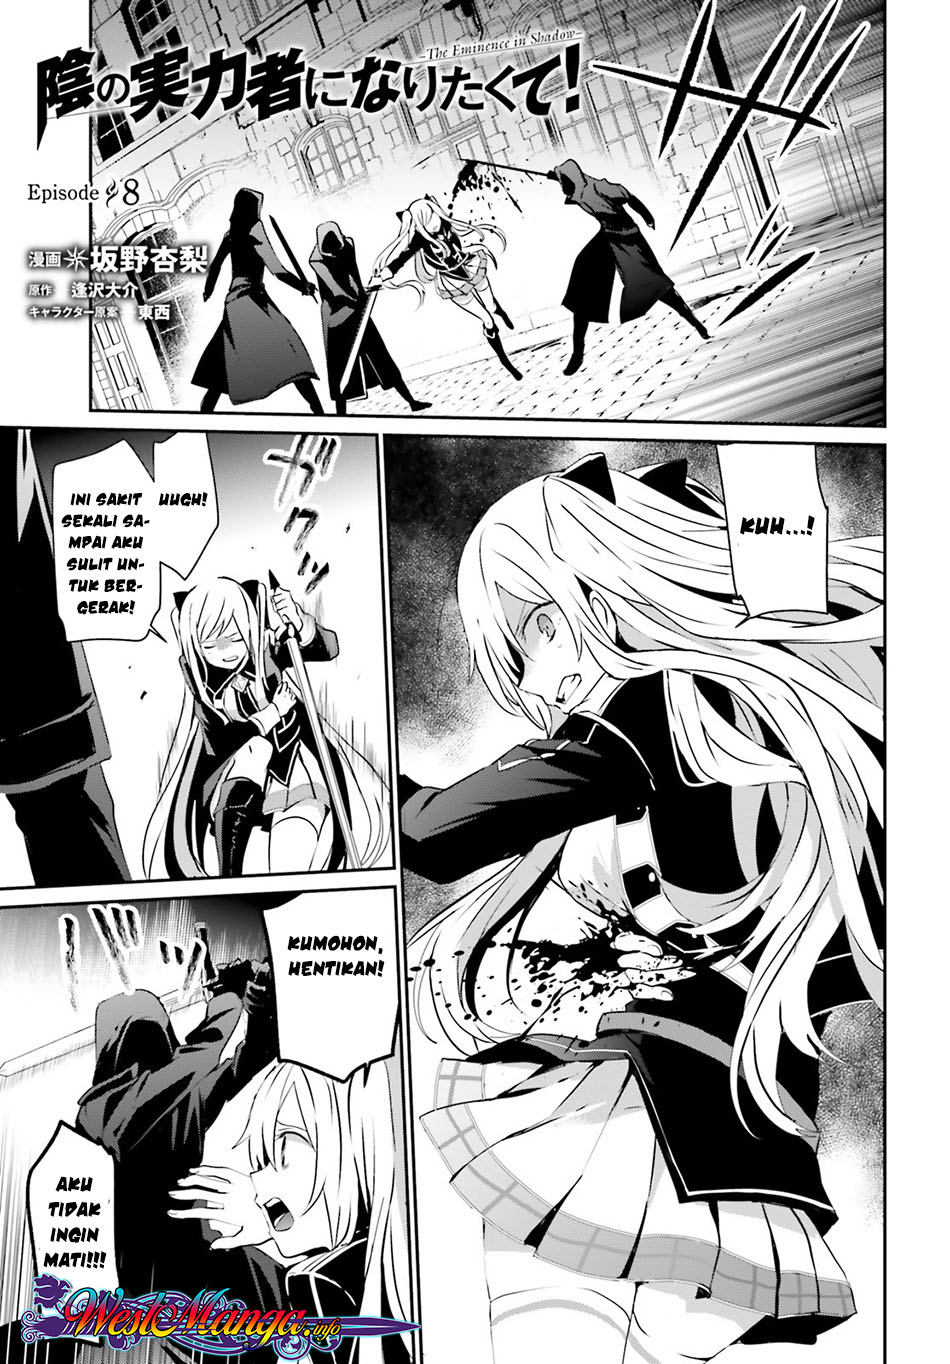 -The Eminence in Shadow-
陰の実力者になりたくて!
Episode 8
漫画 坂野杏梨
原作 逢沢大介
キャラクター原案 東西
KUH...!
UUGH!
INI SAKIT
SEKALI SA-
MPAI AKU
SULIT UN-
TUK BER-
GERAK!
KUMOHON,
HENTIKAN!
AKU
TIDAK
INGIN
MATI!!!
WestManga.info